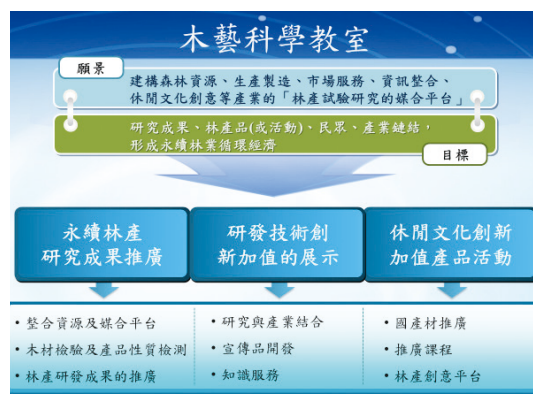 木藝科學教室
願景
建構森林資源、生產製造、市場服務、資訊整合、
休閒文化創意等產業的「林產試驗研究的媒合平台」
研究成果、林產品(或活動)、民眾、產業鏈結，
形成永續林業循環經濟
目標
永續林產
研究成果推廣
研發技術創
新加值的展示
休閒文化創新
加值產品活動
•整合資源及媒合平台
•木材檢驗及產品性質檢測
•林產研發成果的推廣
•研究與產業結合
•宣傳品開發
•知識服務
•國產材推廣
•推廣課程
•林產創意平台